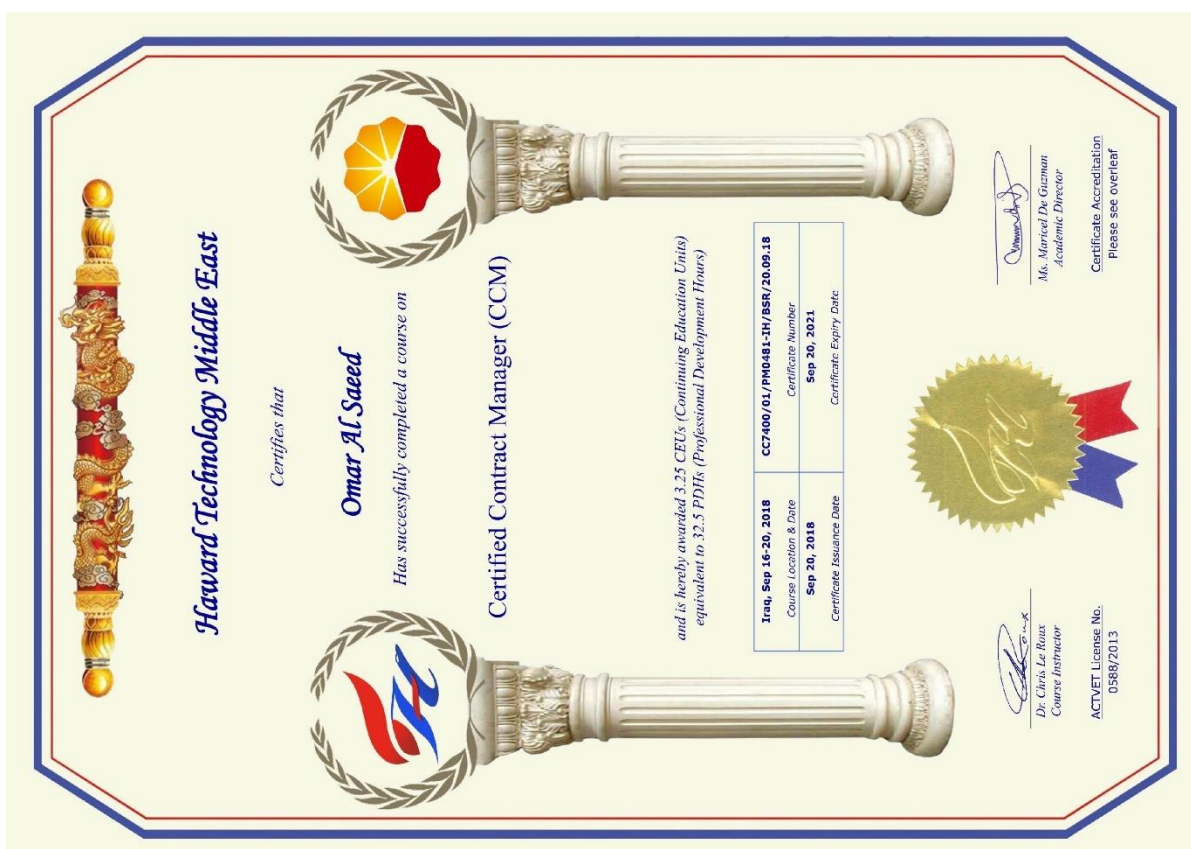 Haward Technology Middle East
Certifies that
Omar Al Saeed
Has successfully completed a course on
Certified Contract Manager (CCM)
and is hereby awarded 3.25 CEUs (Continuing Education Units)
equivalent to 32.5 PDHs (Professional Development Hours)
Iraq, Sep 16-20, 2018
CC7400/01/PM0481-IH/BSR/20.09.18
Course Location & Date
Certificate Number
Sep 20, 2018
Sep 20, 2021
Certificate Issuance Date
Certificate Expiry Date
Dr. Chris Le Roux
Course Instructor
Ms. Maricel De Guzman
Academic Director
ACTVET License No.
0588/2013
Certificate Accreditation
Please see overleaf